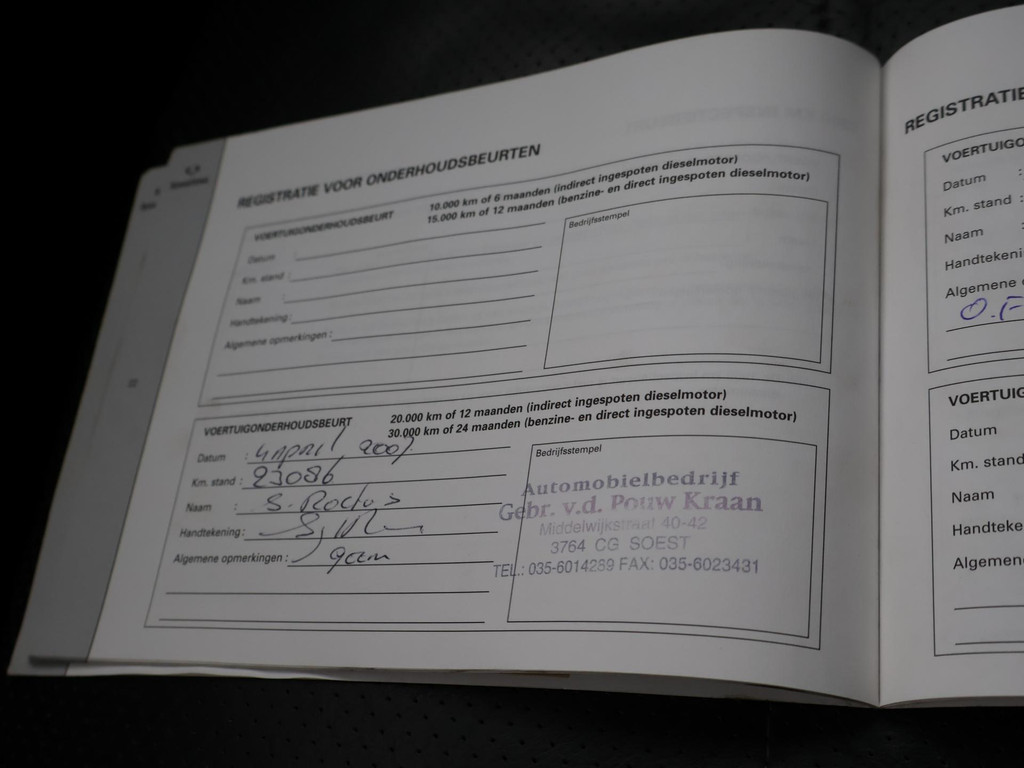 REGISTRATIE VOOR ONDERHOUDSBEURTEN
VOERTUIGONDERHOUDSBEURT
10.000 km of 6 maanden (indirect ingespoten dieselmotor)
15.000 km of 12 maanden (benzine- en direct ingespoten dieselmotor)
Datum :
Km. stand :
Naam :
Handtekening :
Algemene opmerkingen :
Bedrijfsstempel
VOERTUIGONDERHOUDSBEURT
20.000 km of 12 maanden (indirect ingespoten dieselmotor)
30.000 km of 24 maanden (benzine- en direct ingespoten dieselmotor)
Datum : 4 April 2007
Km. stand : 23086
Naam : S.
Handtekening :
Algemene opmerkingen : geen
Bedrijfsstempel
Automobielbedrijf
Gebr. v.d. Pouw Kraan
Middelwijkstraat 40-42
3764 CG SOEST
TEL.: 035-6014289 FAX: 035-6023431
REGISTRATIE
VOERTUIGO
Datum :
Km. stand :
Naam :
Handtekeni
Algemene o
O.F
VOERTUIGO
Datum
Km. stand
Naam
Handteke
Algemen